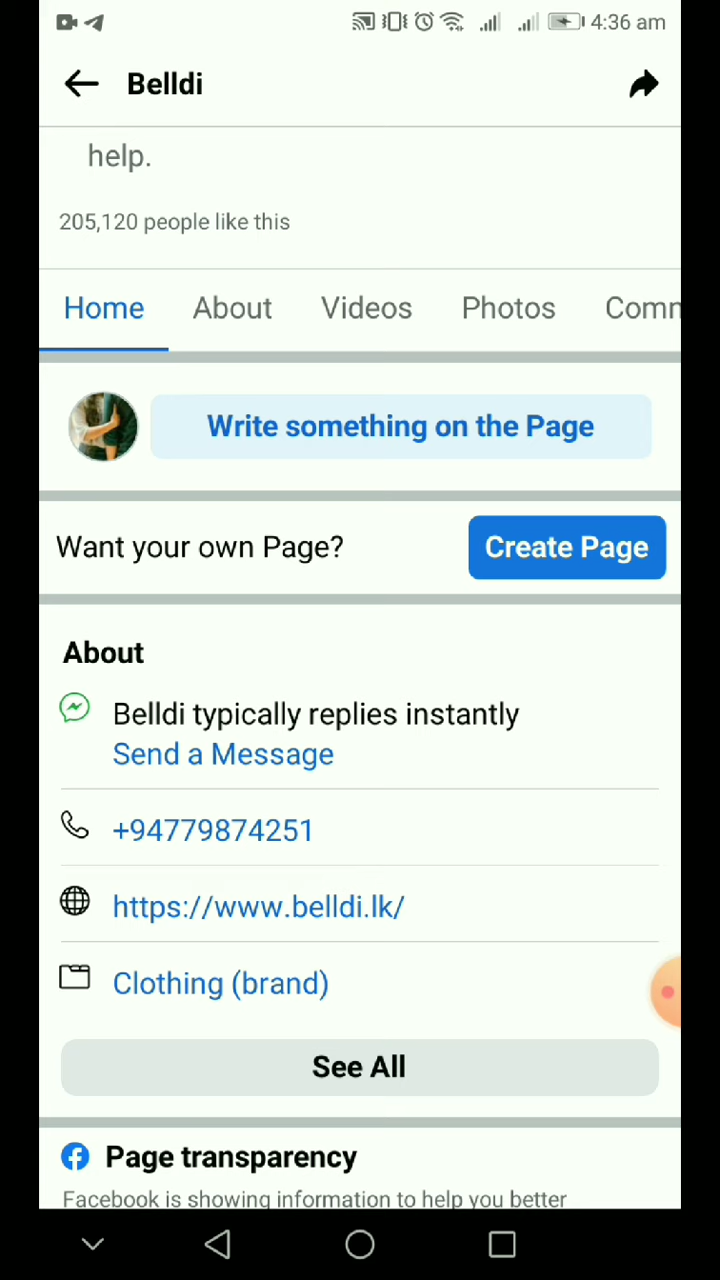 4:36 am
Belldi
help.
205,120 people like this
Home About Videos Photos Comn
Write something on the Page
Want your own Page? Create Page
About
Belldi typically replies instantly
Send a Message
+94779874251
https://www.belldi.lk/
Clothing (brand)
See All
Page transparency
Facebook is showing information to help you better